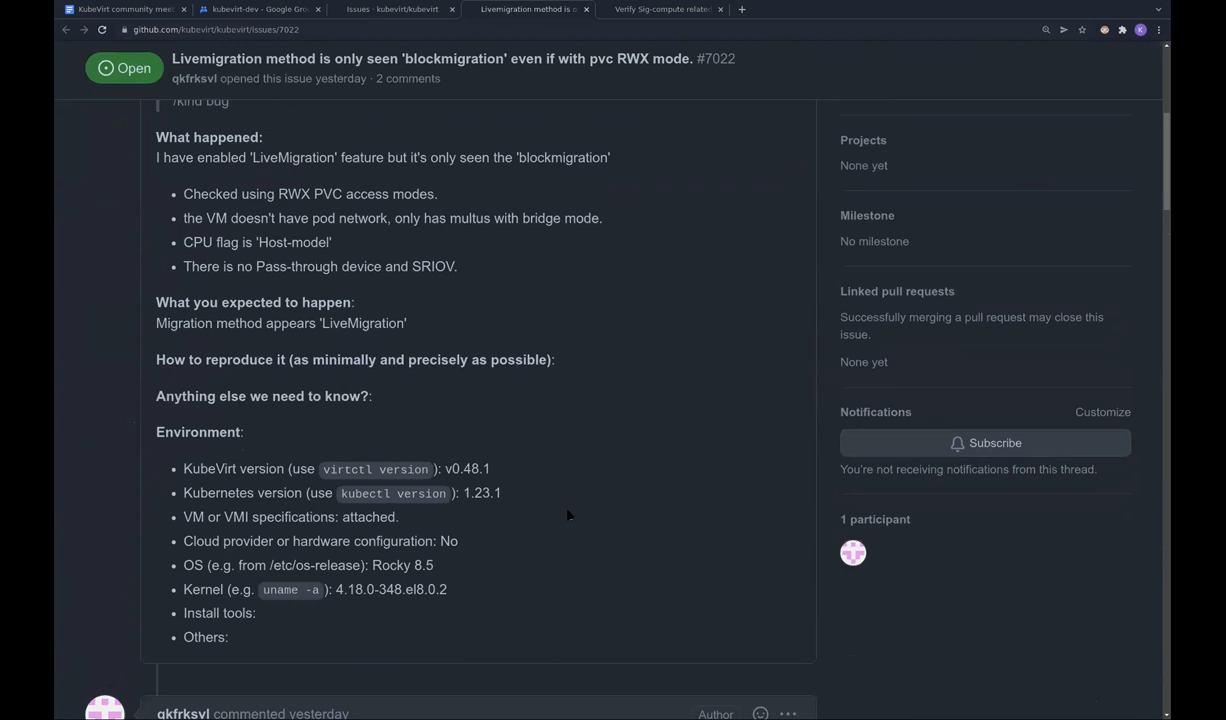 KubeVirt community meet
kubevirt-dev - Google Gro
Issues · kubevirt/kubevirt
Livemigration method is o
Verify Sig-compute related
github.com/kubevirt/kubevirt/issues/7022
K
Open
Livemigration method is only seen 'blockmigration' even if with pvc RWX mode. #7022
qkfrksvl opened this issue yesterday · 2 comments
/kind bug
What happened:
I have enabled 'LiveMigration' feature but it's only seen the 'blockmigration'
• Checked using RWX PVC access modes.
• the VM doesn't have pod network, only has multus with bridge mode.
• CPU flag is 'Host-model'
• There is no Pass-through device and SRIOV.
What you expected to happen:
Migration method appears 'LiveMigration'
How to reproduce it (as minimally and precisely as possible):
Anything else we need to know?:
Environment:
• KubeVirt version (use virtctl version): v0.48.1
• Kubernetes version (use kubectl version): 1.23.1
• VM or VMI specifications: attached.
• Cloud provider or hardware configuration: No
• OS (e.g. from /etc/os-release): Rocky 8.5
• Kernel (e.g. uname -a): 4.18.0-348.el8.0.2
• Install tools:
• Others:
qkfrksvl commented yesterday
Author
Projects
None yet
Milestone
No milestone
Linked pull requests
Successfully merging a pull request may close this
issue.
None yet
Notifications
Customize
Subscribe
You're not receiving notifications from this thread.
1 participant